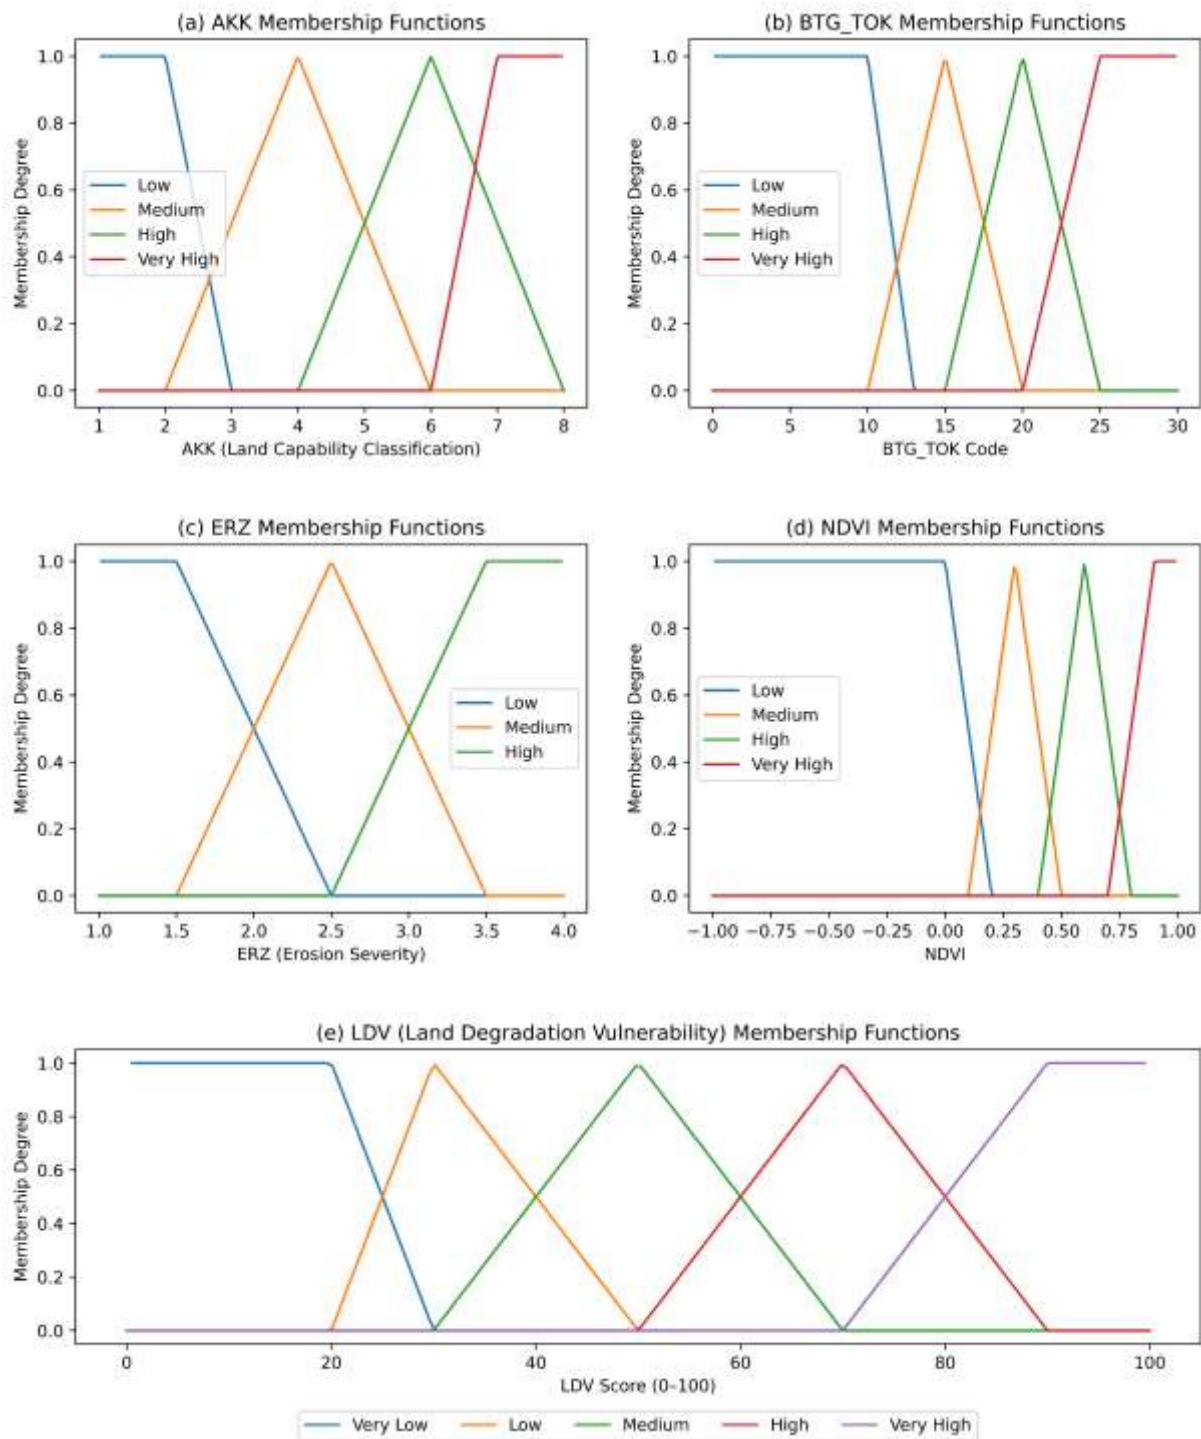 (a) AKK Membership Functions
1.0
0.8
0.6
0.4
0.2
0.0
Membership Degree
Low
Medium
High
Very High
1 2 3 4 5 6 7 8
AKK (Land Capability Classification)
(b) BTG_TOK Membership Functions
1.0
0.8
0.6
0.4
0.2
0.0
Membership Degree
Low
Medium
High
Very High
0 5 10 15 20 25 30
BTG_TOK Code
(c) ERZ Membership Functions
1.0
0.8
0.6
0.4
0.2
0.0
Membership Degree
Low
Medium
High
1.0 1.5 2.0 2.5 3.0 3.5 4.0
ERZ (Erosion Severity)
(d) NDVI Membership Functions
1.0
0.8
0.6
0.4
0.2
0.0
Membership Degree
Low
Medium
High
Very High
−1.00 −0.75 −0.50 −0.25 0.00 0.25 0.50 0.75 1.00
NDVI
(e) LDV (Land Degradation Vulnerability) Membership Functions
1.0
0.8
0.6
0.4
0.2
0.0
Membership Degree
0 20 40 60 80 100
LDV Score (0–100)
Very Low Low Medium High Very High